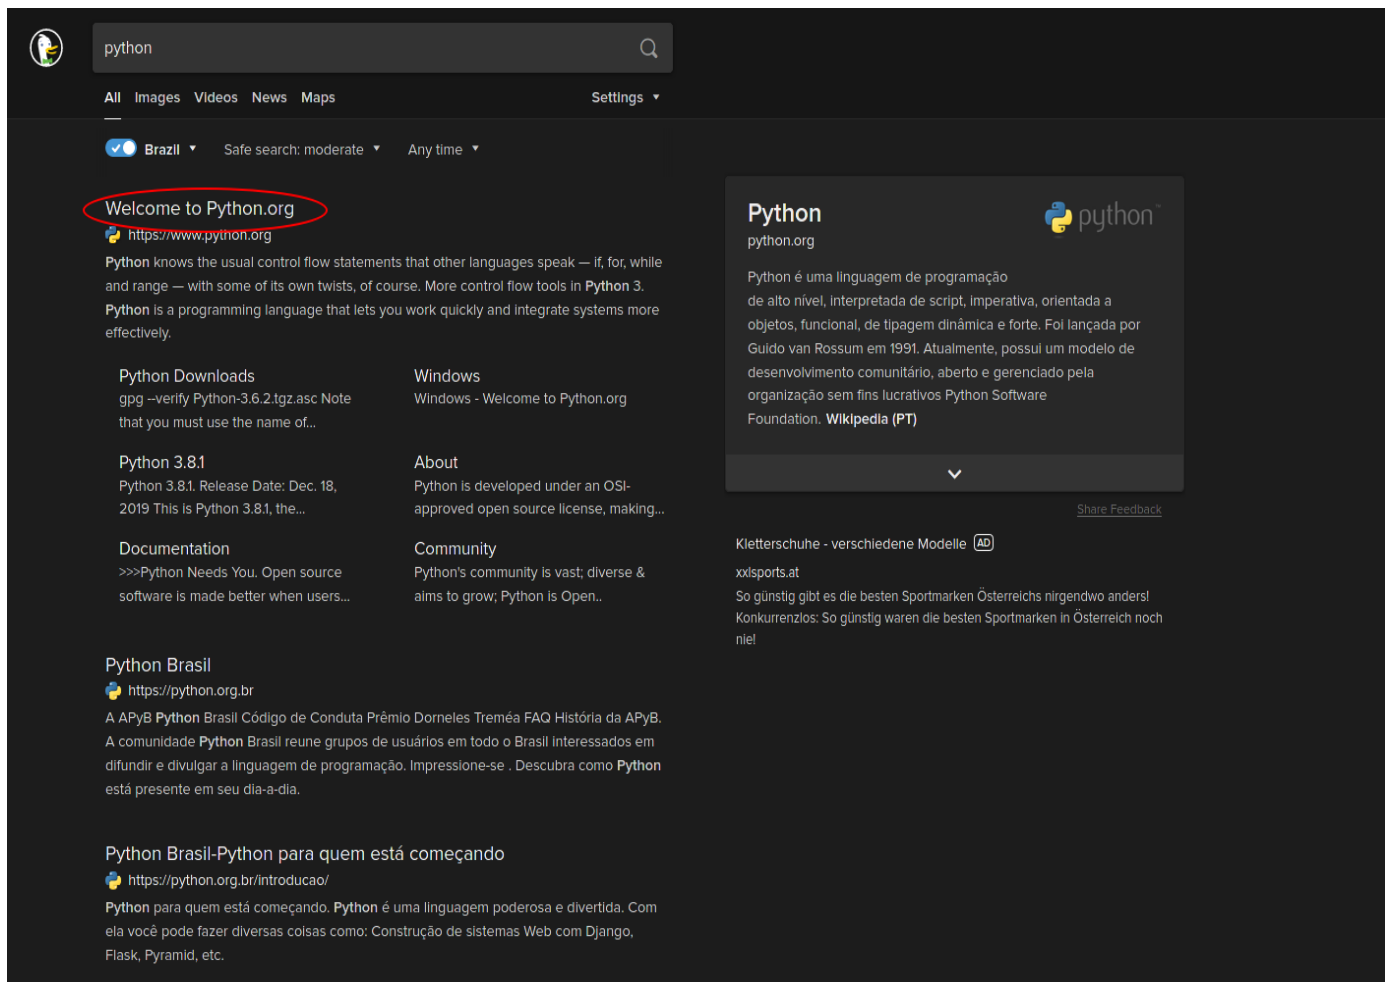 python
All Images Videos News Maps Settings
Brazil Safe search: moderate Any time
Welcome to Python.org
https://www.python.org
Python knows the usual control flow statements that other languages speak — if, for, while
and range — with some of its own twists, of course. More control flow tools in Python 3.
Python is a programming language that lets you work quickly and integrate systems more
effectively.
Python Downloads
gpg --verify Python-3.6.2.tgz.asc Note
that you must use the name of...
Windows
Windows - Welcome to Python.org
Python 3.8.1
Python 3.8.1. Release Date: Dec. 18,
2019 This is Python 3.8.1, the...
About
Python is developed under an OSI-
approved open source license, making...
Documentation
>>>Python Needs You. Open source
software is made better when users...
Community
Python's community is vast; diverse &
aims to grow; Python is Open..
Python Brasil
https://python.org.br
A APyB Python Brasil Código de Conduta Prêmio Dorneles Treméa FAQ História da APyB.
A comunidade Python Brasil reune grupos de usuários em todo o Brasil interessados em
difundir e divulgar a linguagem de programação. Impressione-se . Descubra como Python
está presente em seu dia-a-dia.
Python Brasil-Python para quem está começando
https://python.org.br/introducao/
Python para quem está começando. Python é uma linguagem poderosa e divertida. Com
ela você pode fazer diversas coisas como: Construção de sistemas Web com Django,
Flask, Pyramid, etc.
Python
python.org
python™
Python é uma linguagem de programação
de alto nível, interpretada de script, imperativa, orientada a
objetos, funcional, de tipagem dinâmica e forte. Foi lançada por
Guido van Rossum em 1991. Atualmente, possui um modelo de
desenvolvimento comunitário, aberto e gerenciado pela
organização sem fins lucrativos Python Software
Foundation. Wikipedia (PT)
Share Feedback
Kletterschuhe - verschiedene Modelle AD
xxlsports.at
So günstig gibt es die besten Sportmarken Österreichs nirgendwo anders!
Konkurrenzlos: So günstig waren die besten Sportmarken in Österreich noch
nie!